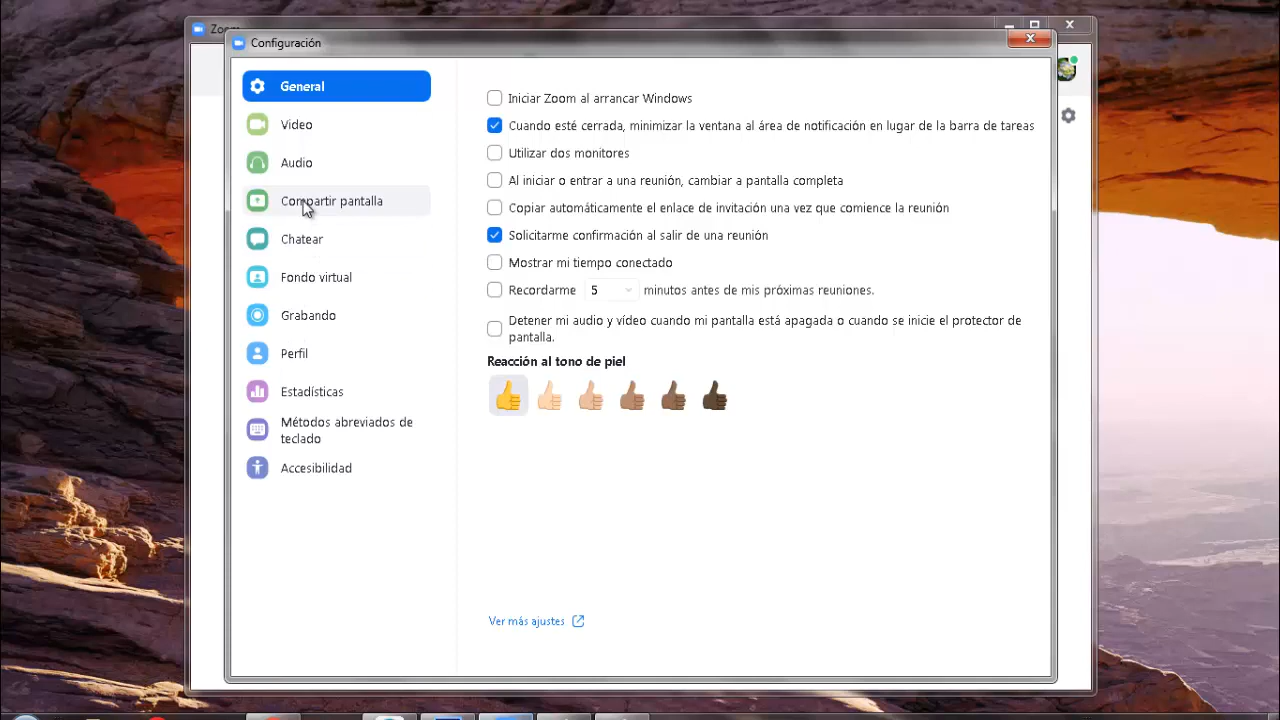 Zoom
Configuración
General
Video
Audio
Compartir pantalla
Chatear
Fondo virtual
Grabando
Perfil
Estadísticas
Métodos abreviados de
teclado
Accesibilidad
Iniciar Zoom al arrancar Windows
Cuando esté cerrada, minimizar la ventana al área de notificación en lugar de la barra de tareas
Utilizar dos monitores
Al iniciar o entrar a una reunión, cambiar a pantalla completa
Copiar automáticamente el enlace de invitación una vez que comience la reunión
Solicitarme confirmación al salir de una reunión
Mostrar mi tiempo conectado
Recordarme 5 minutos antes de mis próximas reuniones.
Detener mi audio y vídeo cuando mi pantalla está apagada o cuando se inicie el protector de
pantalla.
Reacción al tono de piel
Ver más ajustes